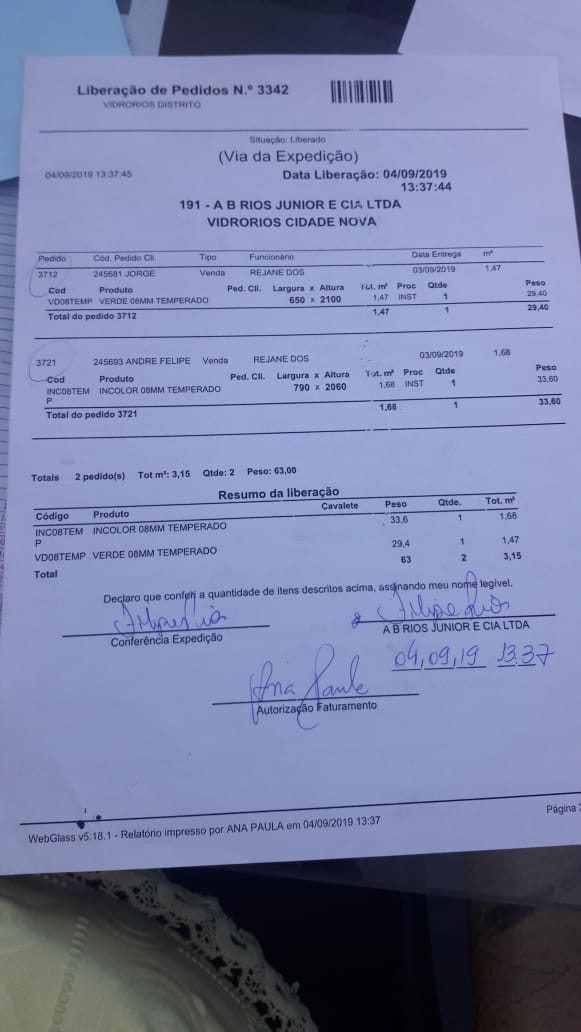 Liberação de Pedidos N.º 3342
VIDRORIOS DISTRITO
Situação: Liberado
(Via da Expedição)
04/09/2019 13:37:45 Data Liberação: 04/09/2019
13:37:44
191 - A B RIOS JUNIOR E CIA LTDA
VIDRORIOS CIDADE NOVA
Pedido Cód. Pedido Cli. Tipo Funcionário Data Entrega m²
3712 245681 JORGE Venda REJANE DOS 03/09/2019 1,47
Cod Produto Ped. Cli. Largura x Altura Tot. m² Proc Qtde Peso
VD08TEMP VERDE 08MM TEMPERADO 650 x 2100 1,47 INST 1 29,40
Total do pedido 3712 1,47 1 29,40
3721 245693 ANDRE FELIPE Venda REJANE DOS 03/09/2019 1,68
Cod Produto Ped. Cli. Largura x Altura Tot. m² Proc Qtde Peso
INC08TEM INCOLOR 08MM TEMPERADO 790 x 2060 1,68 INST 1 33,60
P
Total do pedido 3721 1,68 1 33,60
Totais 2 pedido(s) Tot m²: 3,15 Qtde: 2 Peso: 63,00
Resumo da liberação
Código Produto Cavalete Peso Qtde. Tot. m²
INC08TEM INCOLOR 08MM TEMPERADO 33,6 1 1,68
P
VD08TEMP VERDE 08MM TEMPERADO 29,4 1 1,47
Total 63 2 3,15
Declaro que conferi a quantidade de itens descritos acima, assinando meu nome legível.
Filipe Rios Filipe Rios
Conferência Expedição A B RIOS JUNIOR E CIA LTDA
04,09,19 13:37
Ana Paula
Autorização Faturamento
WebGlass v5.18.1 - Relatório impresso por ANA PAULA em 04/09/2019 13:37 Página 2